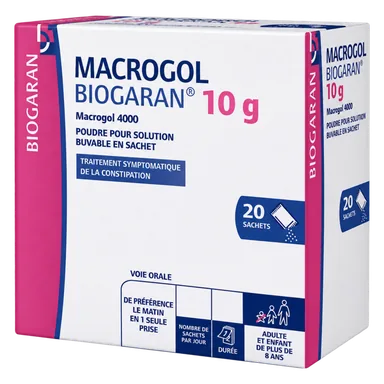 BIOGARAN
MACROGOL
BIOGARAN® 10 g
Macrogol 4000
POUDRE POUR SOLUTION
BUVABLE EN SACHET
TRAITEMENT SYMPTOMATIQUE
DE LA CONSTIPATION
20
SACHETS
VOIE ORALE
DE PRÉFÉRENCE
LE MATIN
EN 1 SEULE
PRISE
NOMBRE DE
SACHETS
PAR JOUR
DURÉE
ADULTE
ET ENFANT
DE PLUS DE
8 ANS
BIOGARAN
MACROGOL
BIOGARAN®
10 g
Macrogol 4000
POUDRE POUR SOLUTION
BUVABLE EN SACHET
20
SACHETS